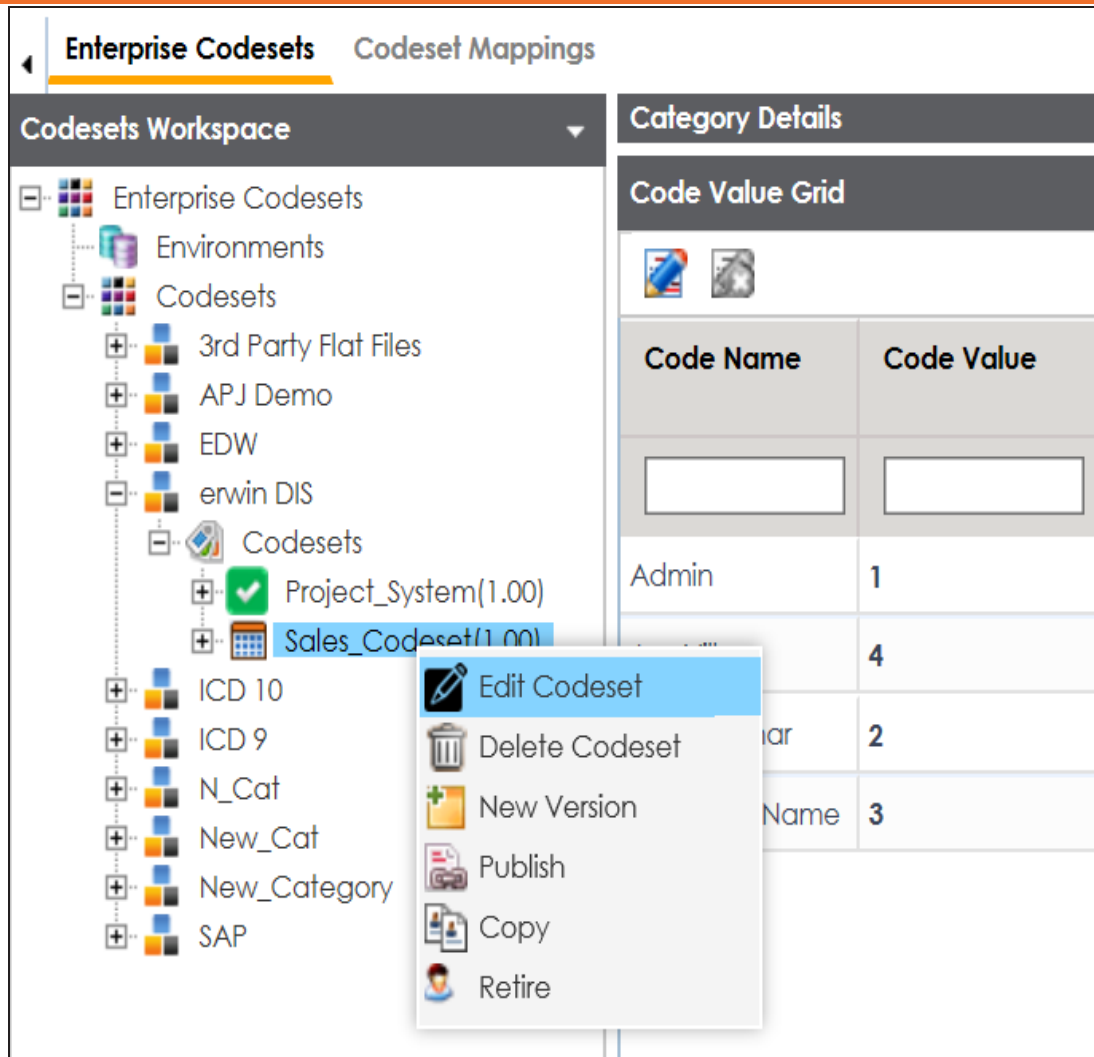 Enterprise Codesets Codeset Mappings
Codesets Workspace
Enterprise Codesets
Environments
Codesets
3rd Party Flat Files
APJ Demo
EDW
erwin DIS
Codesets
Project_System(1.00)
Sales_Codeset(1.00)
ICD 10
ICD 9
N_Cat
New_Cat
New_Category
SAP
Edit Codeset
Delete Codeset
New Version
Publish
Copy
Retire
Category Details
Code Value Grid
Code Name Code Value
Admin 1
4
2
Name 3